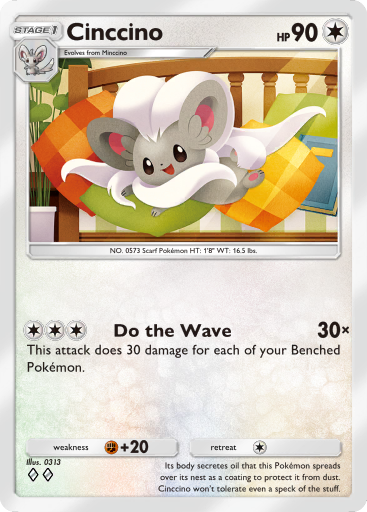 STAGE 1
Cinccino
HP 90
Evolves from Minccino
NO. 0573 Scarf Pokémon HT: 1'8" WT: 16.5 lbs.
Do the Wave 30×
This attack does 30 damage for each of your Benched
Pokémon.
weakness +20 retreat
Illus. 0313
Its body secretes oil that this Pokémon spreads
over its nest as a coating to protect it from dust.
Cinccino won't tolerate even a speck of the stuff.